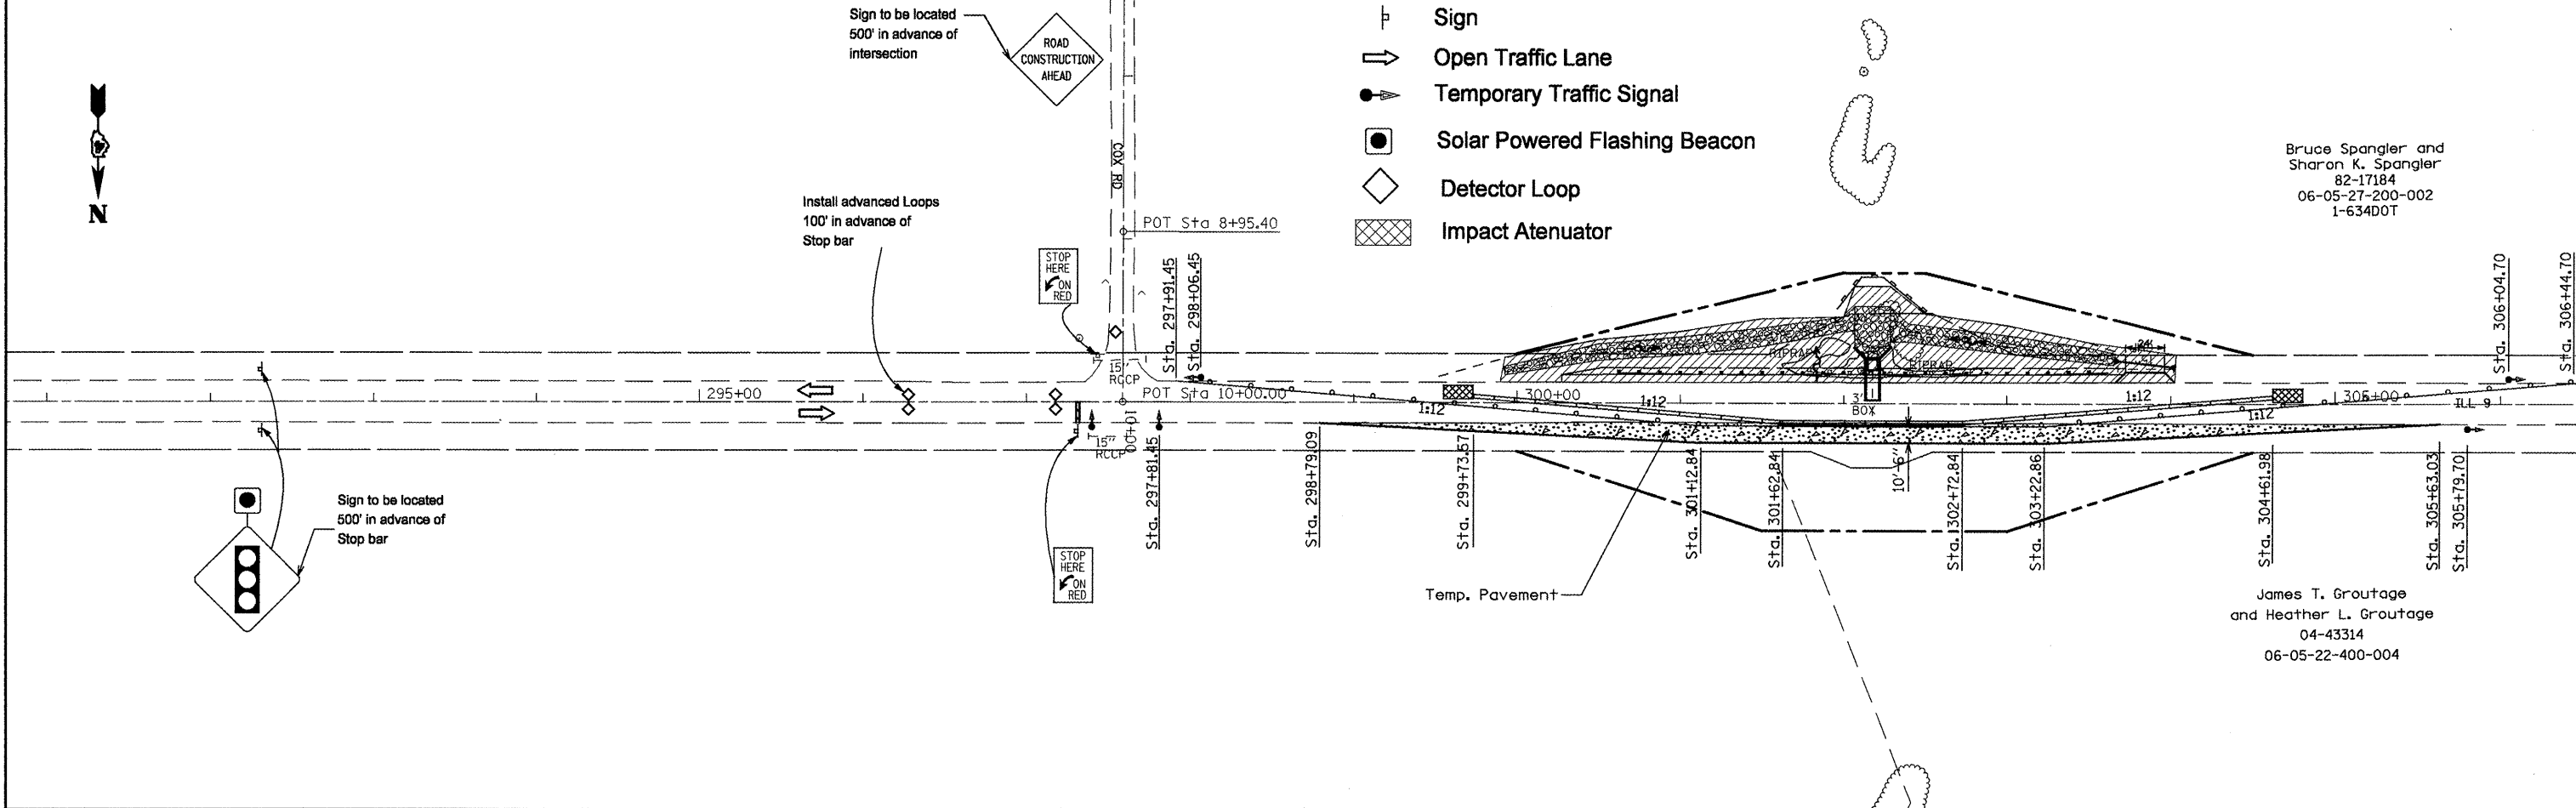 Sign to be located
500' in advance of
intersection
ROAD
CONSTRUCTION
AHEAD
Sign
Open Traffic Lane
Temporary Traffic Signal
Solar Powered Flashing Beacon
Detector Loop
Impact Atenuator
N
COX RD
Bruce Spangler and
Sharon K. Spangler
82-17184
06-05-27-200-002
1-634DOT
Install advanced Loops
100' in advance of
Stop bar
POT Sta 8+95.40
STOP
HERE
ON
RED
Sta. 297+91.45
Sta. 298+06.45
Sta. 306+04.70
Sta. 306+44.70
15"
RCCP
RIPRAP
RIPRAP
24'
295+00
POT Sta 10+00.00
10+00
300+00
305+00
ILL 9
1:12
1:12
1:12
1:12
3'
BOX
15"
RCCP
10'-6"
Sta. 297+81.45
Sta. 298+79.09
Sta. 299+73.57
Sta. 301+12.84
Sta. 301+62.84
Sta. 302+72.84
Sta. 303+22.86
Sta. 304+61.98
Sta. 305+63.03
Sta. 305+79.70
Sign to be located
500' in advance of
Stop bar
STOP
HERE
ON
RED
Temp. Pavement
James T. Groutage
and Heather L. Groutage
04-43314
06-05-22-400-004